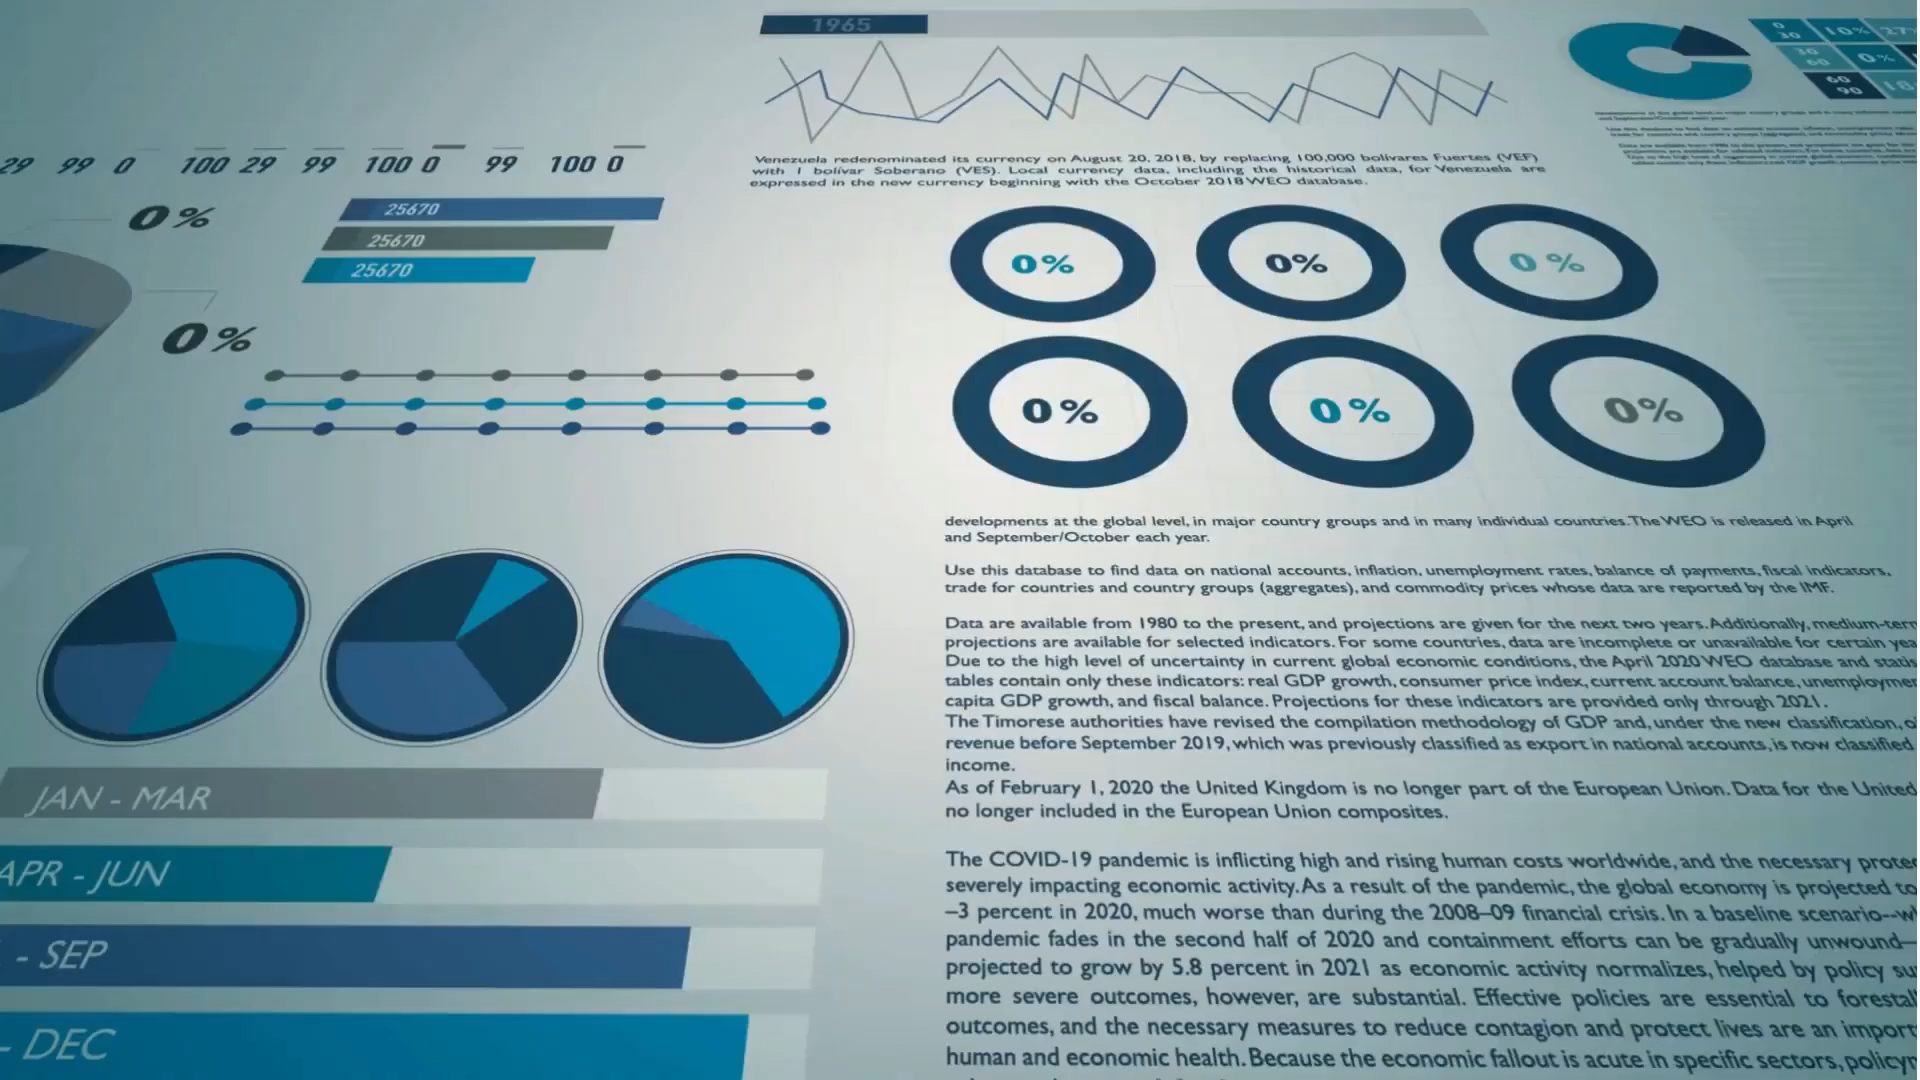 1965
0
30
10%
27
30
60
0%
60
90
18
Venezuela redenominated its currency on August 20, 2018, by replacing 100,000 bolívares Fuertes (VEF)
with 1 bolívar Soberano (VES). Local currency data, including the historical data, for Venezuela are
expressed in the new currency beginning with the October 2018 WEO database.
29 99 0 100 29 99 100 0 99 100 0
0%
25670
25670
25670
0%
0%
0%
0%
0%
0%
0%
developments at the global level, in major country groups and in many individual countries. The WEO is released in April
and September/October each year.
Use this database to find data on national accounts, inflation, unemployment rates, balance of payments, fiscal indicators,
trade for countries and country groups (aggregates), and commodity prices whose data are reported by the IMF.
Data are available from 1980 to the present, and projections are given for the next two years. Additionally, medium-term
projections are available for selected indicators. For some countries, data are incomplete or unavailable for certain yea
Due to the high level of uncertainty in current global economic conditions, the April 2020 WEO database and statis
tables contain only these indicators: real GDP growth, consumer price index, current account balance, unemploymen
capita GDP growth, and fiscal balance. Projections for these indicators are provided only through 2021.
The Timorese authorities have revised the compilation methodology of GDP and, under the new classification, oi
revenue before September 2019, which was previously classified as export in national accounts, is now classified
income.
As of February 1, 2020 the United Kingdom is no longer part of the European Union. Data for the United
no longer included in the European Union composites.
The COVID-19 pandemic is inflicting high and rising human costs worldwide, and the necessary protec
severely impacting economic activity. As a result of the pandemic, the global economy is projected to
–3 percent in 2020, much worse than during the 2008–09 financial crisis. In a baseline scenario--wh
pandemic fades in the second half of 2020 and containment efforts can be gradually unwound—
projected to grow by 5.8 percent in 2021 as economic activity normalizes, helped by policy su
more severe outcomes, however, are substantial. Effective policies are essential to forestall
outcomes, and the necessary measures to reduce contagion and protect lives are an import
human and economic health. Because the economic fallout is acute in specific sectors, policym
JAN - MAR
APR - JUN
- SEP
- DEC